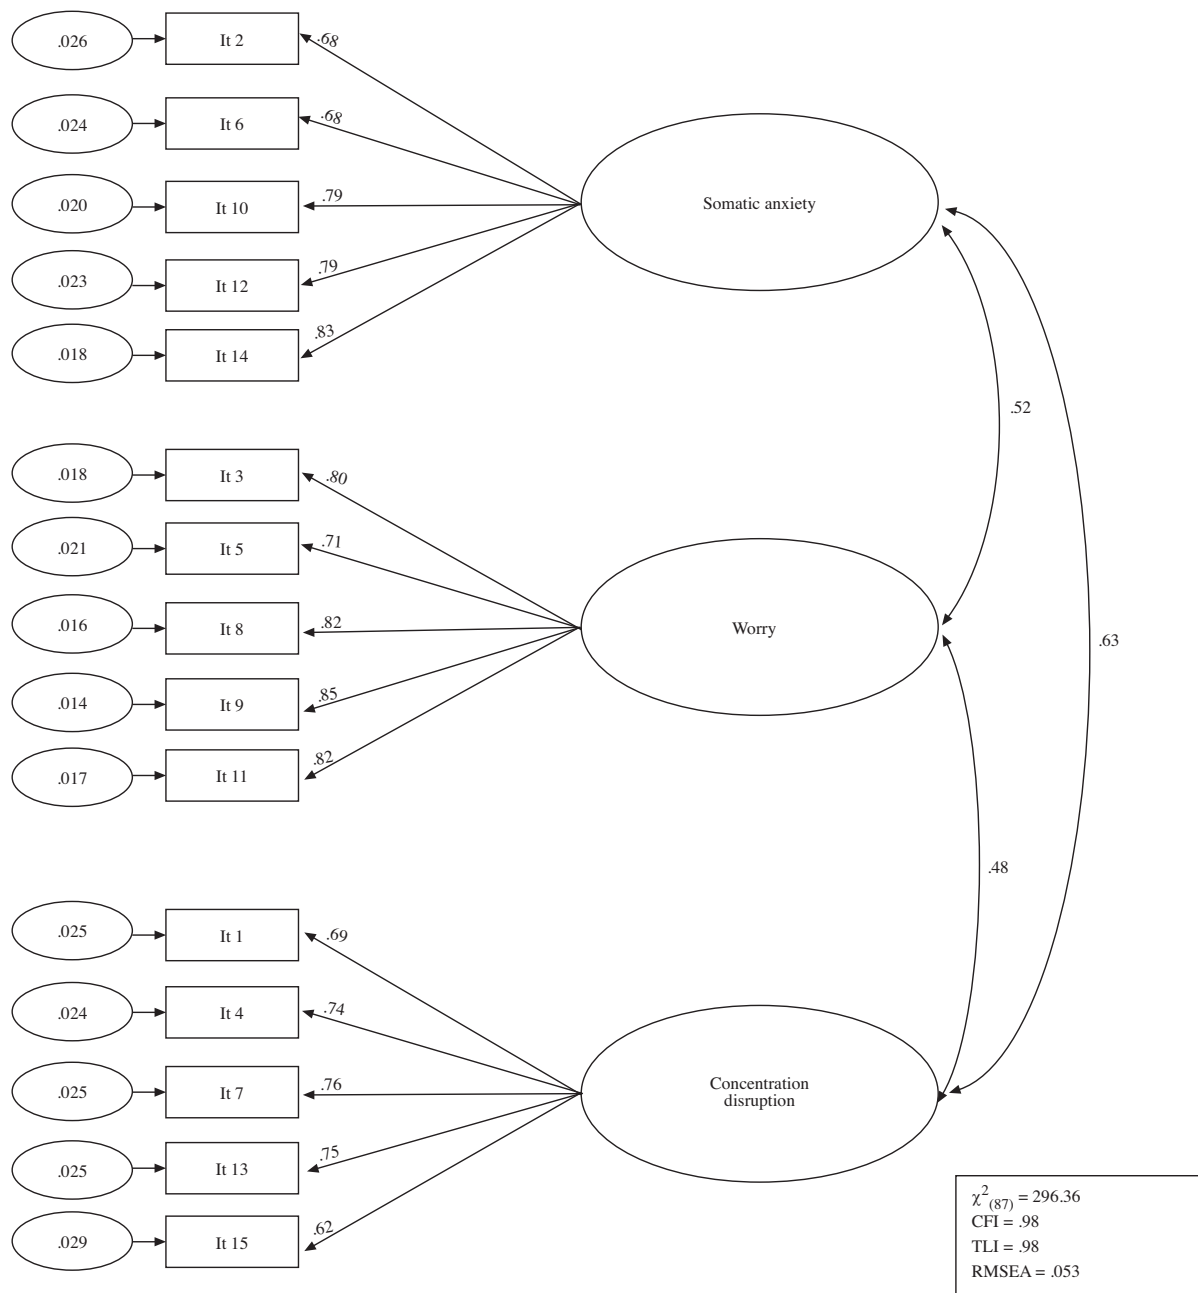 .026 It 2 .68
.024 It 6 .68
.020 It 10 .79
Somatic anxiety
.023 It 12 .79
.018 It 14 .83
.52
.018 It 3 .80
.021 It 5 .71
.016 It 8 .82
Worry
.63
.014 It 9 .85
.017 It 11 .82
.48
.025 It 1 .69
.024 It 4 .74
.025 It 7 .76
Concentration
disruption
.025 It 13 .75
.029 It 15 .62
χ²₍₈₇₎ = 296.36
CFI = .98
TLI = .98
RMSEA = .053